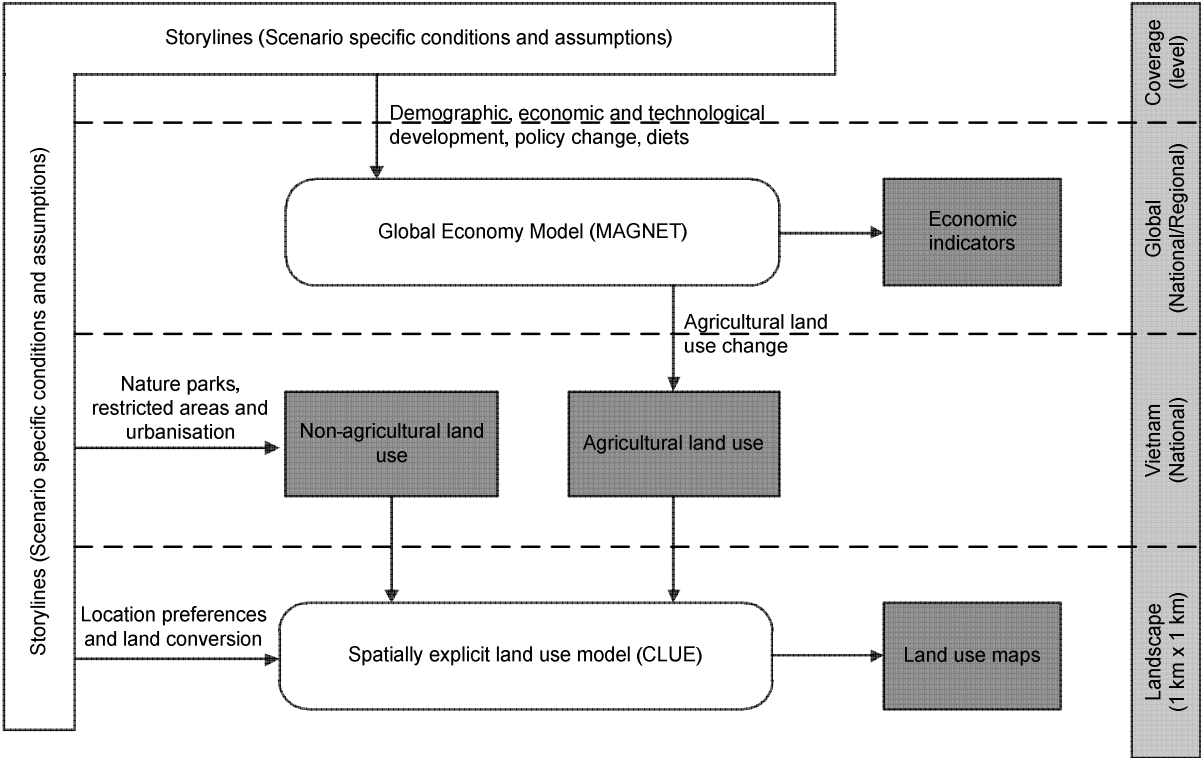 Storylines (Scenario specific conditions and assumptions)
Coverage
(level)
Demographic, economic and technological
development, policy change, diets
Storylines (Scenario specific conditions and assumptions)
Global Economy Model (MAGNET)
Economic
indicators
Global
(National/Regional)
Agricultural land
use change
Nature parks,
restricted areas and
urbanisation
Non-agricultural land
use
Agricultural land use
Vietnam
(National)
Location preferences
and land conversion
Spatially explicit land use model (CLUE)
Land use maps
Landscape
(1 km x 1 km)